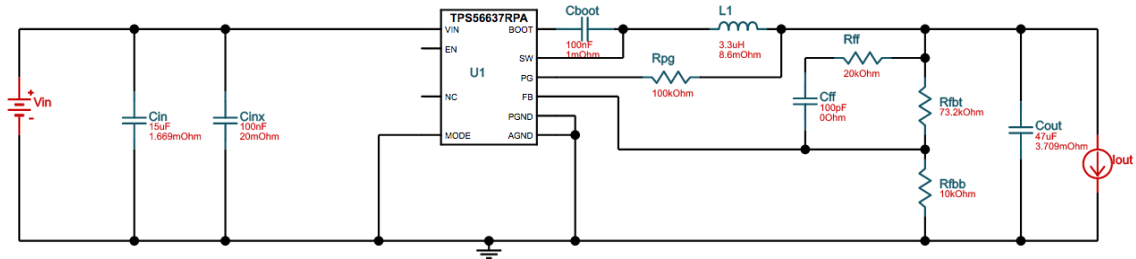 TPS56637RPA
VIN
BOOT
EN
SW
U1
PG
NC
FB
PGND
MODE
AGND
Cboot
100nF
1mOhm
L1
3.3uH
8.6mOhm
Rpg
100kOhm
Rff
20kOhm
Cff
100pF
0Ohm
Rfbt
73.2kOhm
Rfbb
10kOhm
Cout
47uF
3.709mOhm
Iout
+
Vin
-
Cin
15uF
1.669mOhm
Cinx
100nF
20mOhm